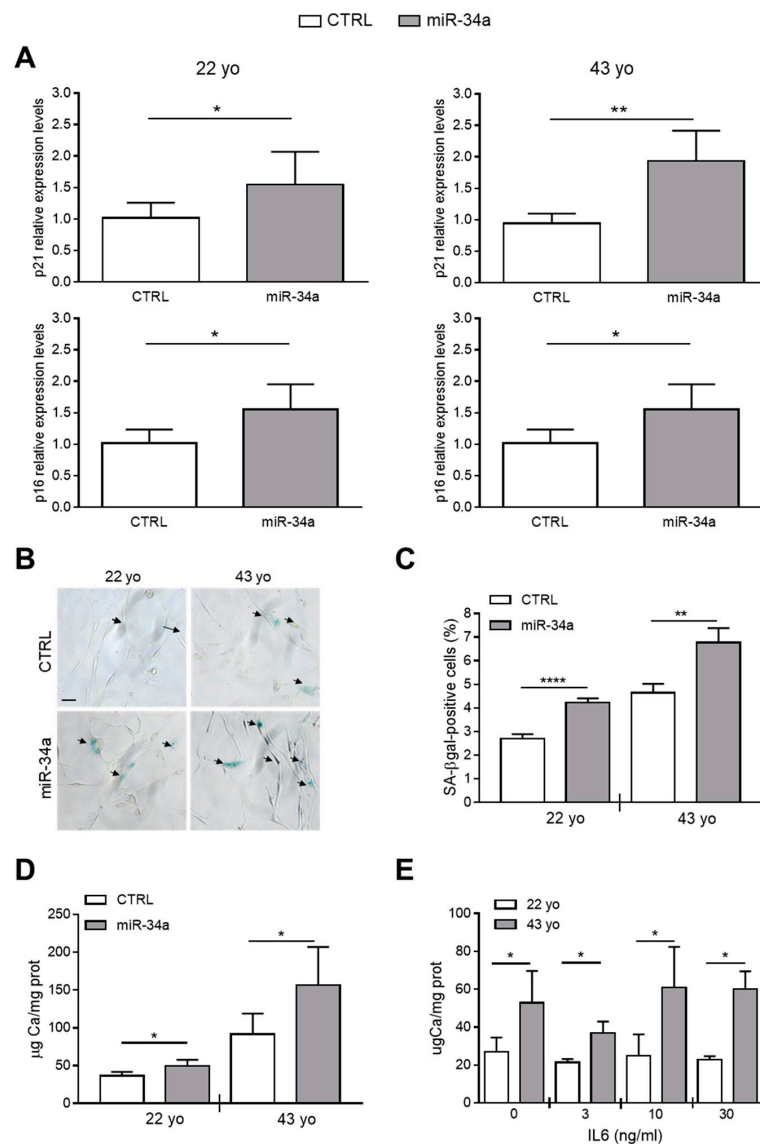 CTRL miR-34a
A
22 yo 43 yo
p21 relative expression levels
3.0
2.5
2.0
1.5
1.0
0.5
0.0
*
CTRL miR-34a
p21 relative expression levels
3.0
2.5
2.0
1.5
1.0
0.5
0.0
**
CTRL miR-34a
p16 relative expression levels
3.0
2.5
2.0
1.5
1.0
0.5
0.0
*
CTRL miR-34a
p16 relative expression levels
3.0
2.5
2.0
1.5
1.0
0.5
0.0
*
CTRL miR-34a
B
22 yo 43 yo
CTRL
miR-34a
C
CTRL
miR-34a
SA-βgal-positive cells (%)
8
7
6
5
4
3
2
1
0
****
**
22 yo 43 yo
D
CTRL
miR-34a
µg Ca/mg prot
250
200
150
100
50
0
*
*
22 yo 43 yo
E
22 yo
43 yo
ugCa/mg prot
100
80
60
40
20
0
* * * *
0 3 10 30
IL6 (ng/ml)